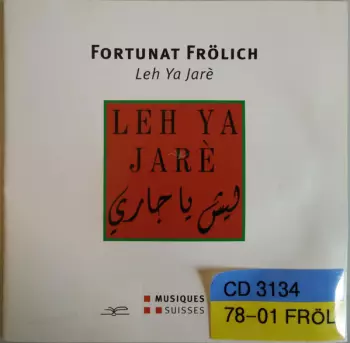 FORTUNAT FRÖLICH
Leh Ya Jarè
LEH YA
JARÈ
ليش يا جاري
MUSIQUES
SUISSES
CD 3134
78-01 FRÖL